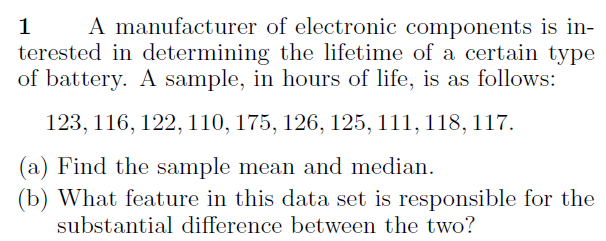 1 A manufacturer of electronic components is in-
terested in determining the lifetime of a certain type
of battery. A sample, in hours of life, is as follows:
123, 116, 122, 110, 175, 126, 125, 111, 118, 117.
(a) Find the sample mean and median.
(b) What feature in this data set is responsible for the
substantial difference between the two?